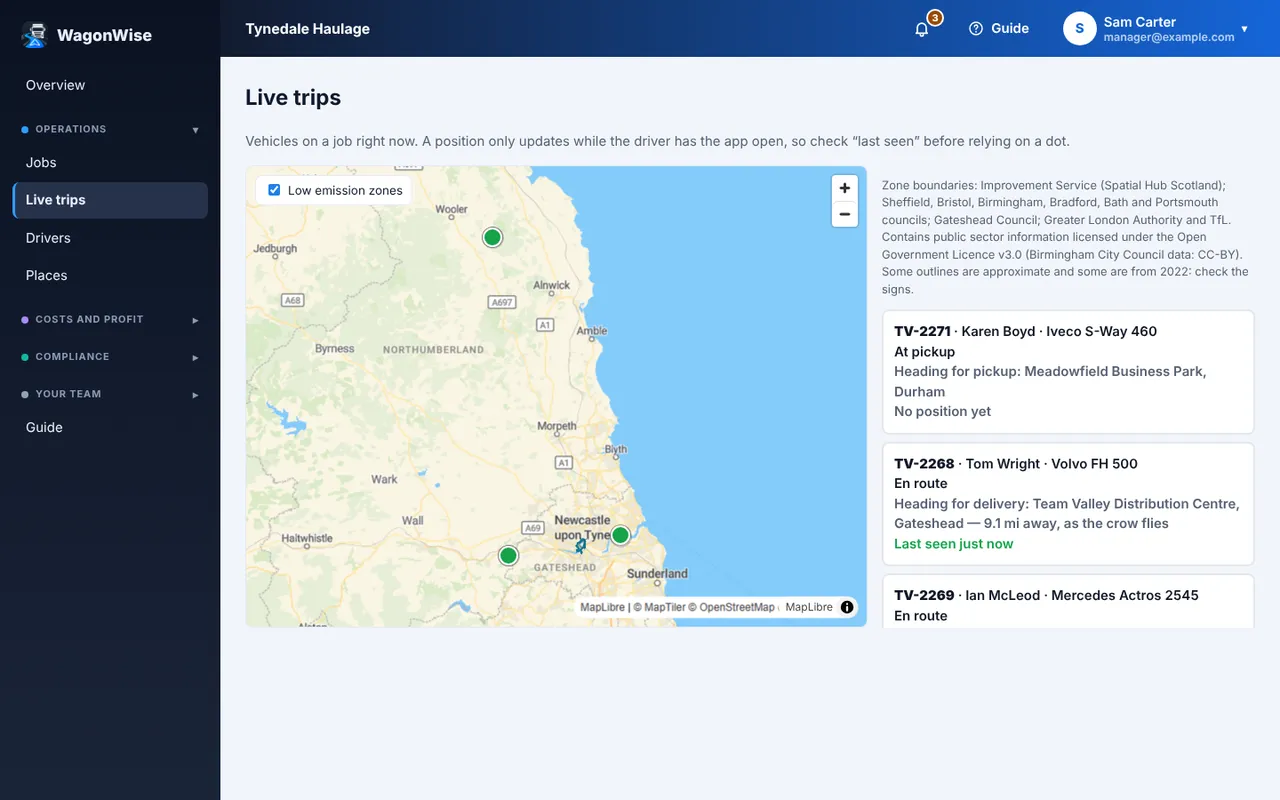 WagonWise
Overview
OPERATIONS
Jobs
Live trips
Drivers
Places
COSTS AND PROFIT
COMPLIANCE
YOUR TEAM
Guide
Tynedale Haulage
3
Guide
S
Sam Carter
manager@example.com
Live trips
Vehicles on a job right now. A position only updates while the driver has the app open, so check “last seen” before relying on a dot.
Low emission zones
+
−
Wooler
Jedburgh
Alnwick
A68
A697
A1
Amble
Byrness
NORTHUMBERLAND
Morpeth
Blyth
A1
Wark
Wall
Newcastle
upon Tyne
A69
Haltwhistle
GATESHEAD
Sunderland
MapLibre | © MapTiler © OpenStreetMap
MapLibre
Zone boundaries: Improvement Service (Spatial Hub Scotland);
Sheffield, Bristol, Birmingham, Bradford, Bath and Portsmouth
councils; Gateshead Council; Greater London Authority and TfL.
Contains public sector information licensed under the Open
Government Licence v3.0 (Birmingham City Council data: CC-BY).
Some outlines are approximate and some are from 2022: check the
signs.
TV-2271 · Karen Boyd · Iveco S-Way 460
At pickup
Heading for pickup: Meadowfield Business Park,
Durham
No position yet
TV-2268 · Tom Wright · Volvo FH 500
En route
Heading for delivery: Team Valley Distribution Centre,
Gateshead — 9.1 mi away, as the crow flies
Last seen just now
TV-2269 · Ian McLeod · Mercedes Actros 2545
En route